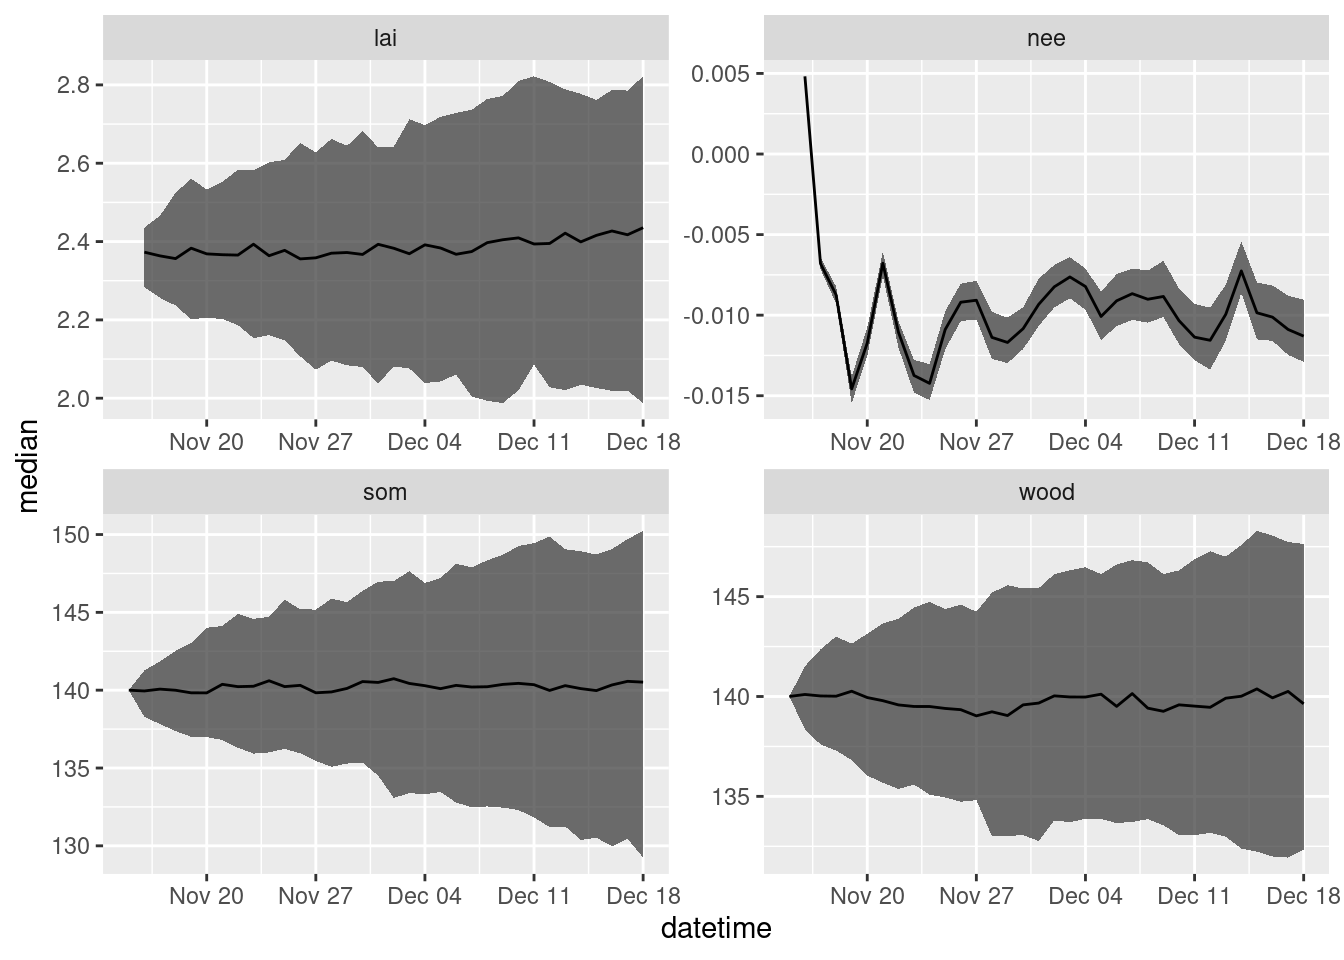 lai
nee
2.8
2.6
2.4
2.2
2.0
0.005
0.000
-0.005
-0.010
-0.015
Nov 20 Nov 27 Dec 04 Dec 11 Dec 18
Nov 20 Nov 27 Dec 04 Dec 11 Dec 18
median
som
wood
150
145
140
135
130
145
140
135
Nov 20 Nov 27 Dec 04 Dec 11 Dec 18
Nov 20 Nov 27 Dec 04 Dec 11 Dec 18
datetime